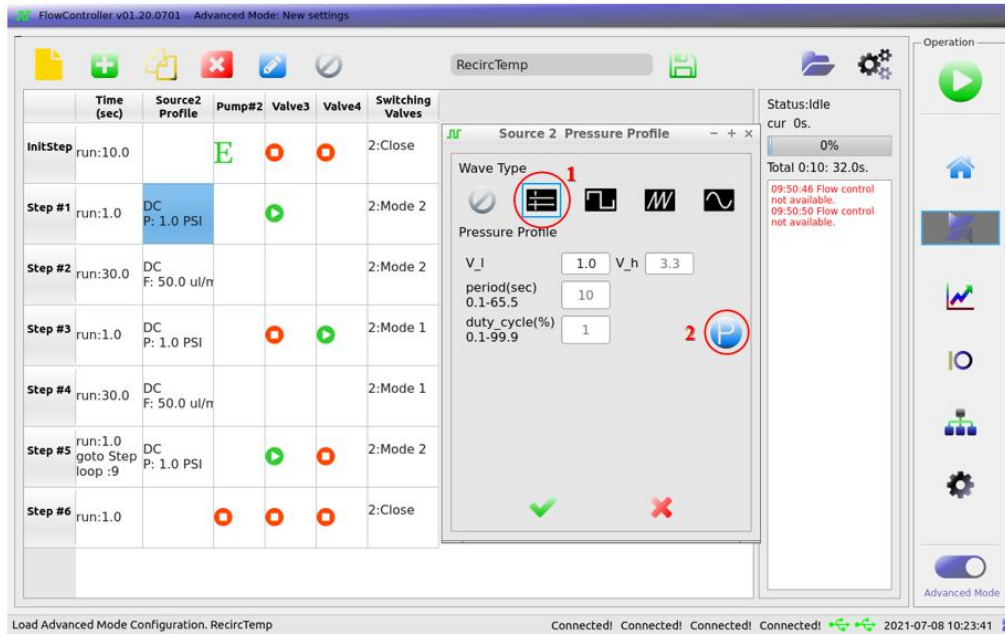 FlowController v01.20.0701 Advanced Mode: New settings
RecircTemp
Operation
Time (sec) Source2 Profile Pump#2 Valve3 Valve4 Switching Valves
InitStep run:10.0 E 2:Close
Step #1 run:1.0 DC P: 1.0 PSI 2:Mode 2
Step #2 run:30.0 DC F: 50.0 ul/m 2:Mode 2
Step #3 run:1.0 DC P: 1.0 PSI 2:Mode 1
Step #4 run:30.0 DC F: 50.0 ul/m 2:Mode 1
Step #5 run:1.0 goto Step loop :9 DC P: 1.0 PSI 2:Mode 2
Step #6 run:1.0 2:Close
Source 2 Pressure Profile
Wave Type
1
Pressure Profile
V_l 1.0 V_h 3.3
period(sec) 10
0.1-65.5
duty_cycle(%) 1
0.1-99.9
2 P
Status:Idle
cur 0s.
0%
Total 0:10: 32.0s.
09:50:46 Flow control
not available.
09:50:50 Flow control
not available.
Advanced Mode
Load Advanced Mode Configuration. RecircTemp
Connected! Connected! Connected! Connected! 2021-07-08 10:23:41